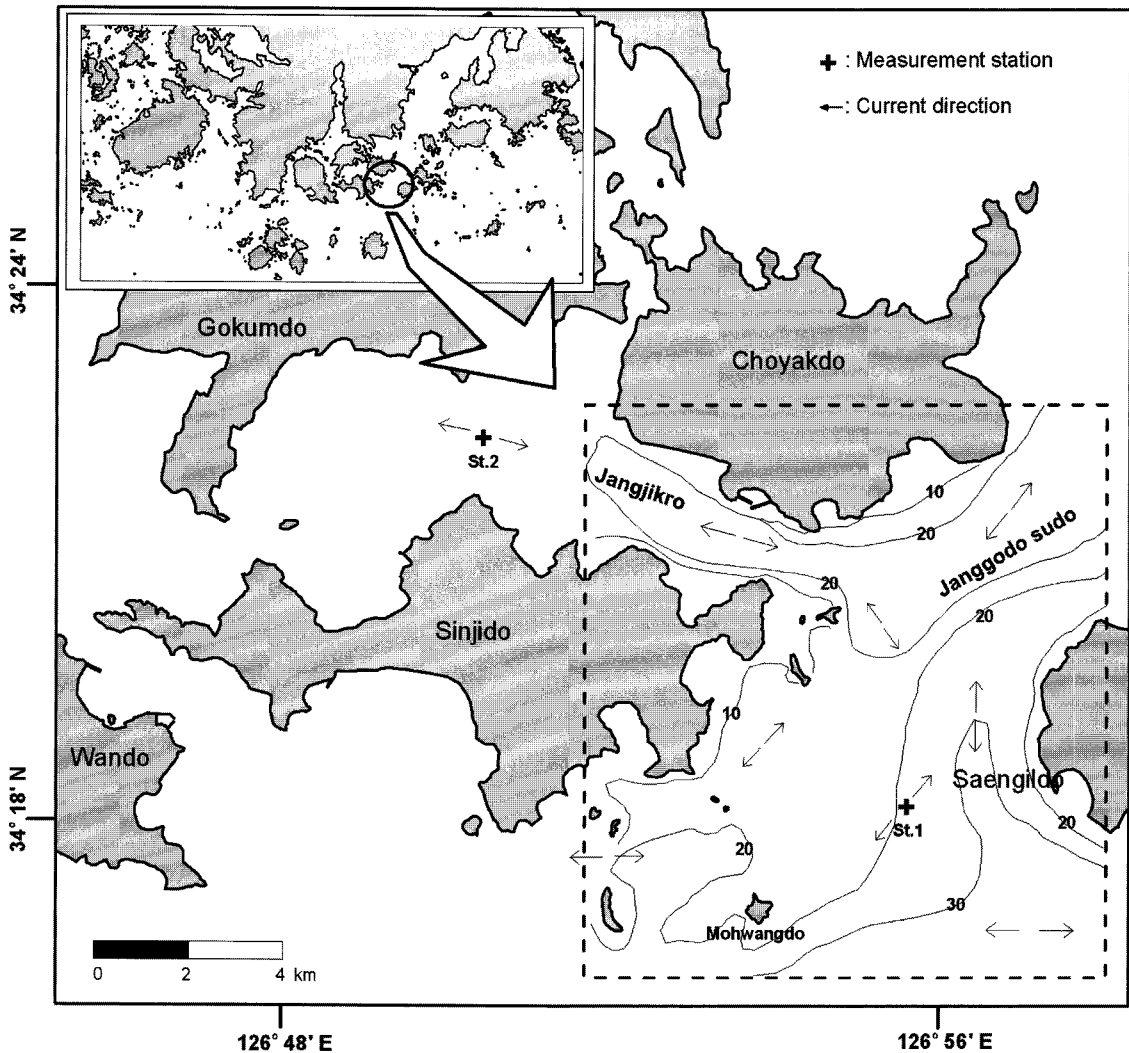 + : Measurement station
←: Current direction
34° 24' N
Gokumdo
Choyakdo
St.2
Jangjikro
10
20
Janggodo sudo
20
20
Sinjido
10
Wando
Saengildo
34° 18' N
St.1
20
20
30
Mohwangdo
0 2 4 km
126° 48' E
126° 56' E